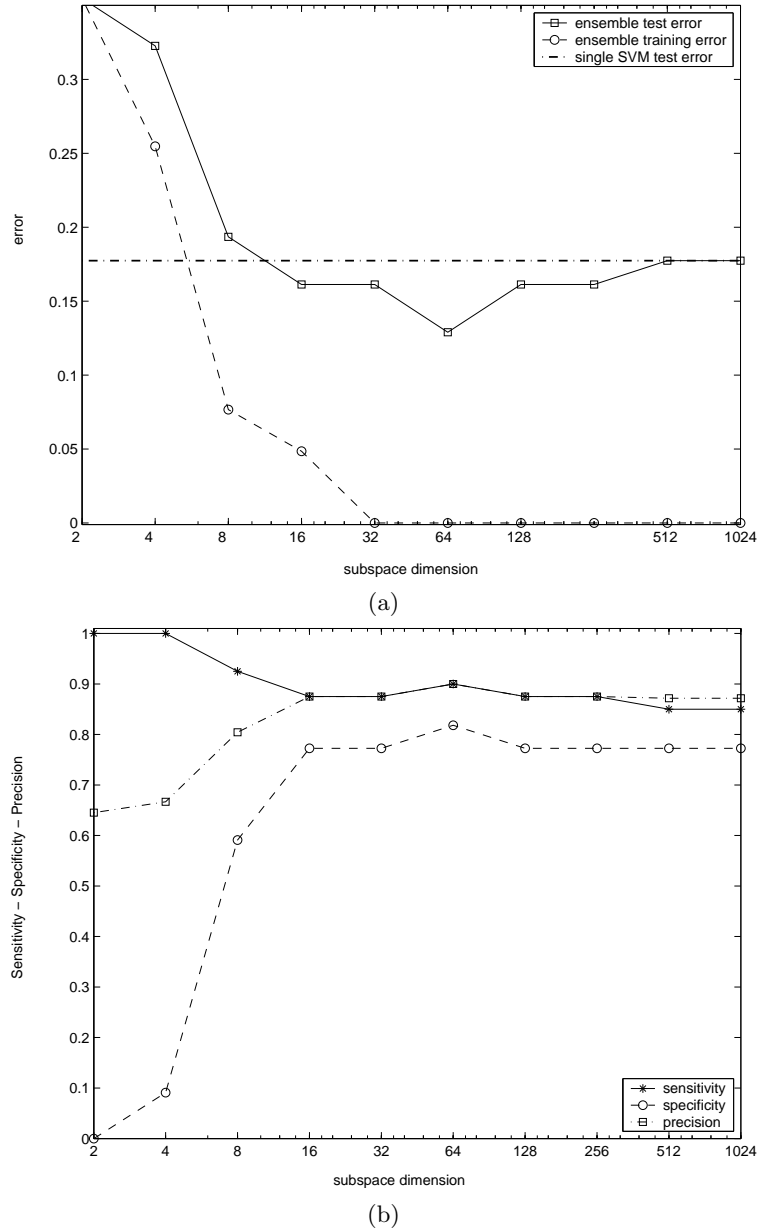 ensemble test error
ensemble training error
single SVM test error
0.3
0.25
0.2
0.15
0.1
0.05
0
error
2 4 8 16 32 64 128 512 1024
subspace dimension
(a)
1
0.9
0.8
0.7
0.6
0.5
0.4
0.3
0.2
0.1
0
Sensitivity – Specificity – Precision
sensitivity
specificity
precision
2 4 8 16 32 64 128 256 512 1024
subspace dimension
(b)